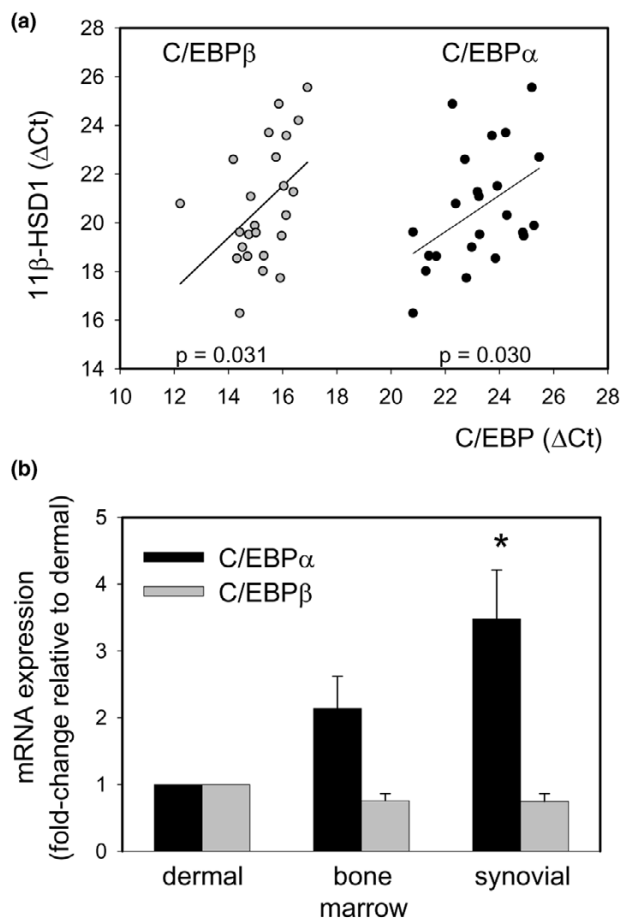 (a)
C/EBPβ
C/EBPα
28
26
24
22
20
18
16
14
11β-HSD1 (ΔCt)
p = 0.031
p = 0.030
10 12 14 16 18 20 22 24 26 28
C/EBP (ΔCt)
(b)
5
4
3
2
1
0
mRNA expression
(fold-change relative to dermal)
C/EBPα
C/EBPβ
*
dermal bone synovial
marrow